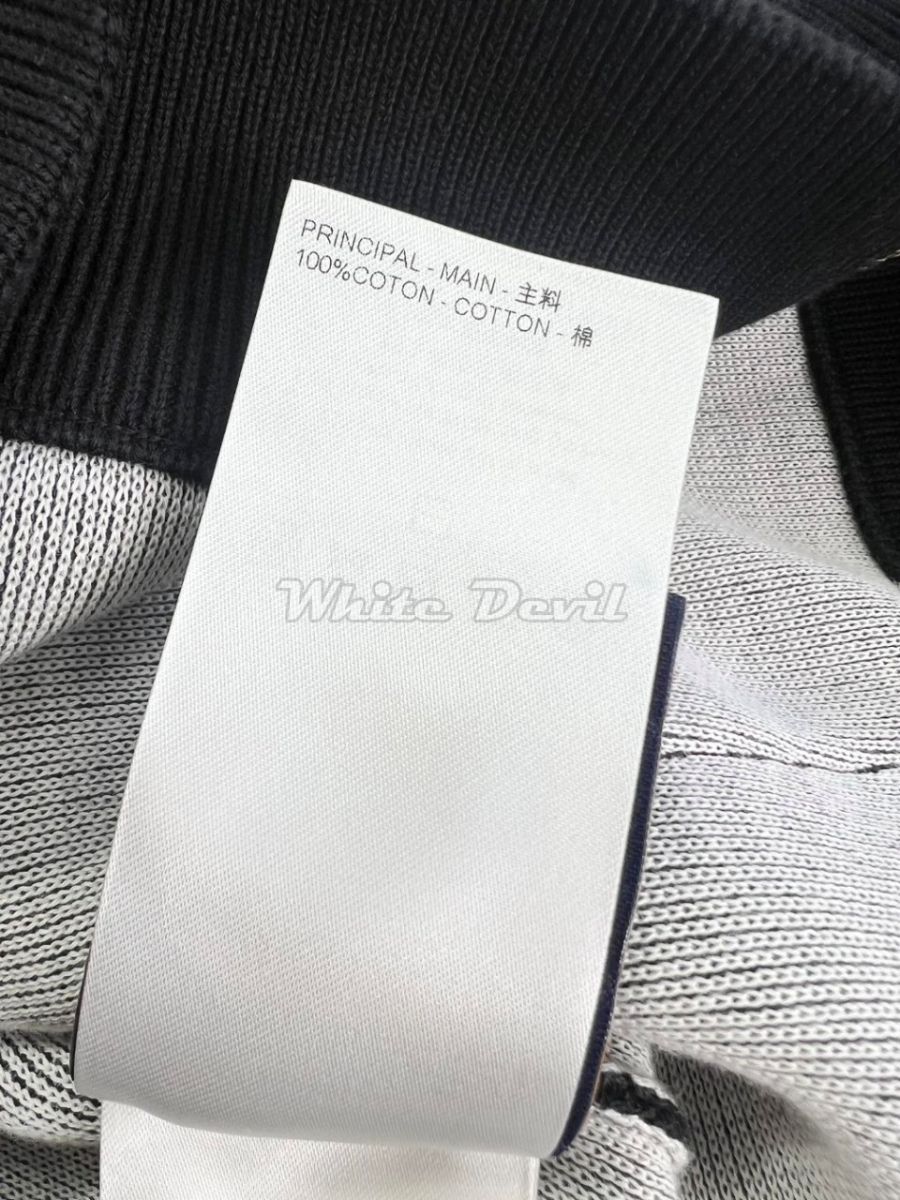 PRINCIPAL - MAIN - 主料
100%COTON - COTTON - 棉
White Devil